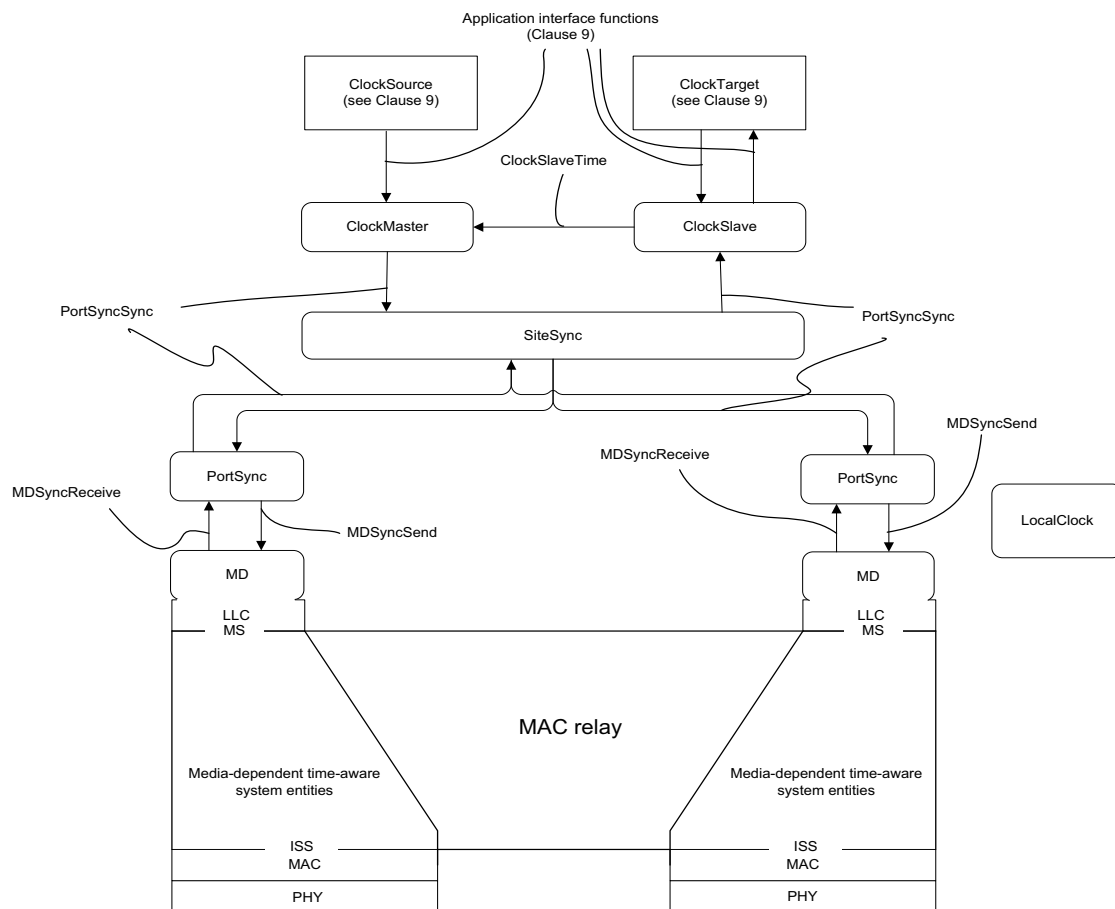 Application interface functions
(Clause 9)
ClockSource
(see Clause 9)
ClockTarget
(see Clause 9)
ClockSlaveTime
ClockMaster
ClockSlave
PortSyncSync
PortSyncSync
SiteSync
MDSyncSend
MDSyncReceive
PortSync
PortSync
MDSyncReceive
LocalClock
MDSyncSend
MD
MD
LLC
MS
LLC
MS
MAC relay
Media-dependent time-aware
system entities
Media-dependent time-aware
system entities
ISS
MAC
ISS
MAC
PHY
PHY